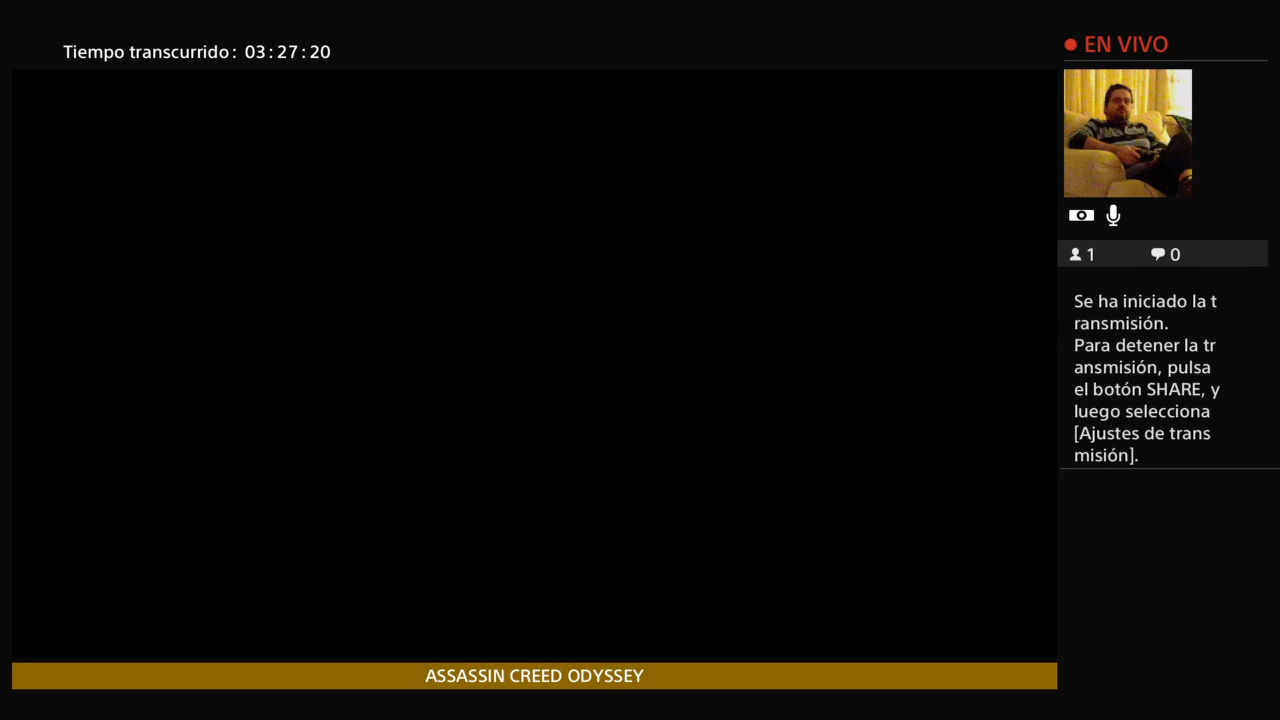 Tiempo transcurrido: 03:27:20
EN VIVO
1
0
Se ha iniciado la t
ransmisión.
Para detener la tr
ansmisión, pulsa
el botón SHARE, y
luego selecciona
[Ajustes de trans
misión].
ASSASSIN CREED ODYSSEY